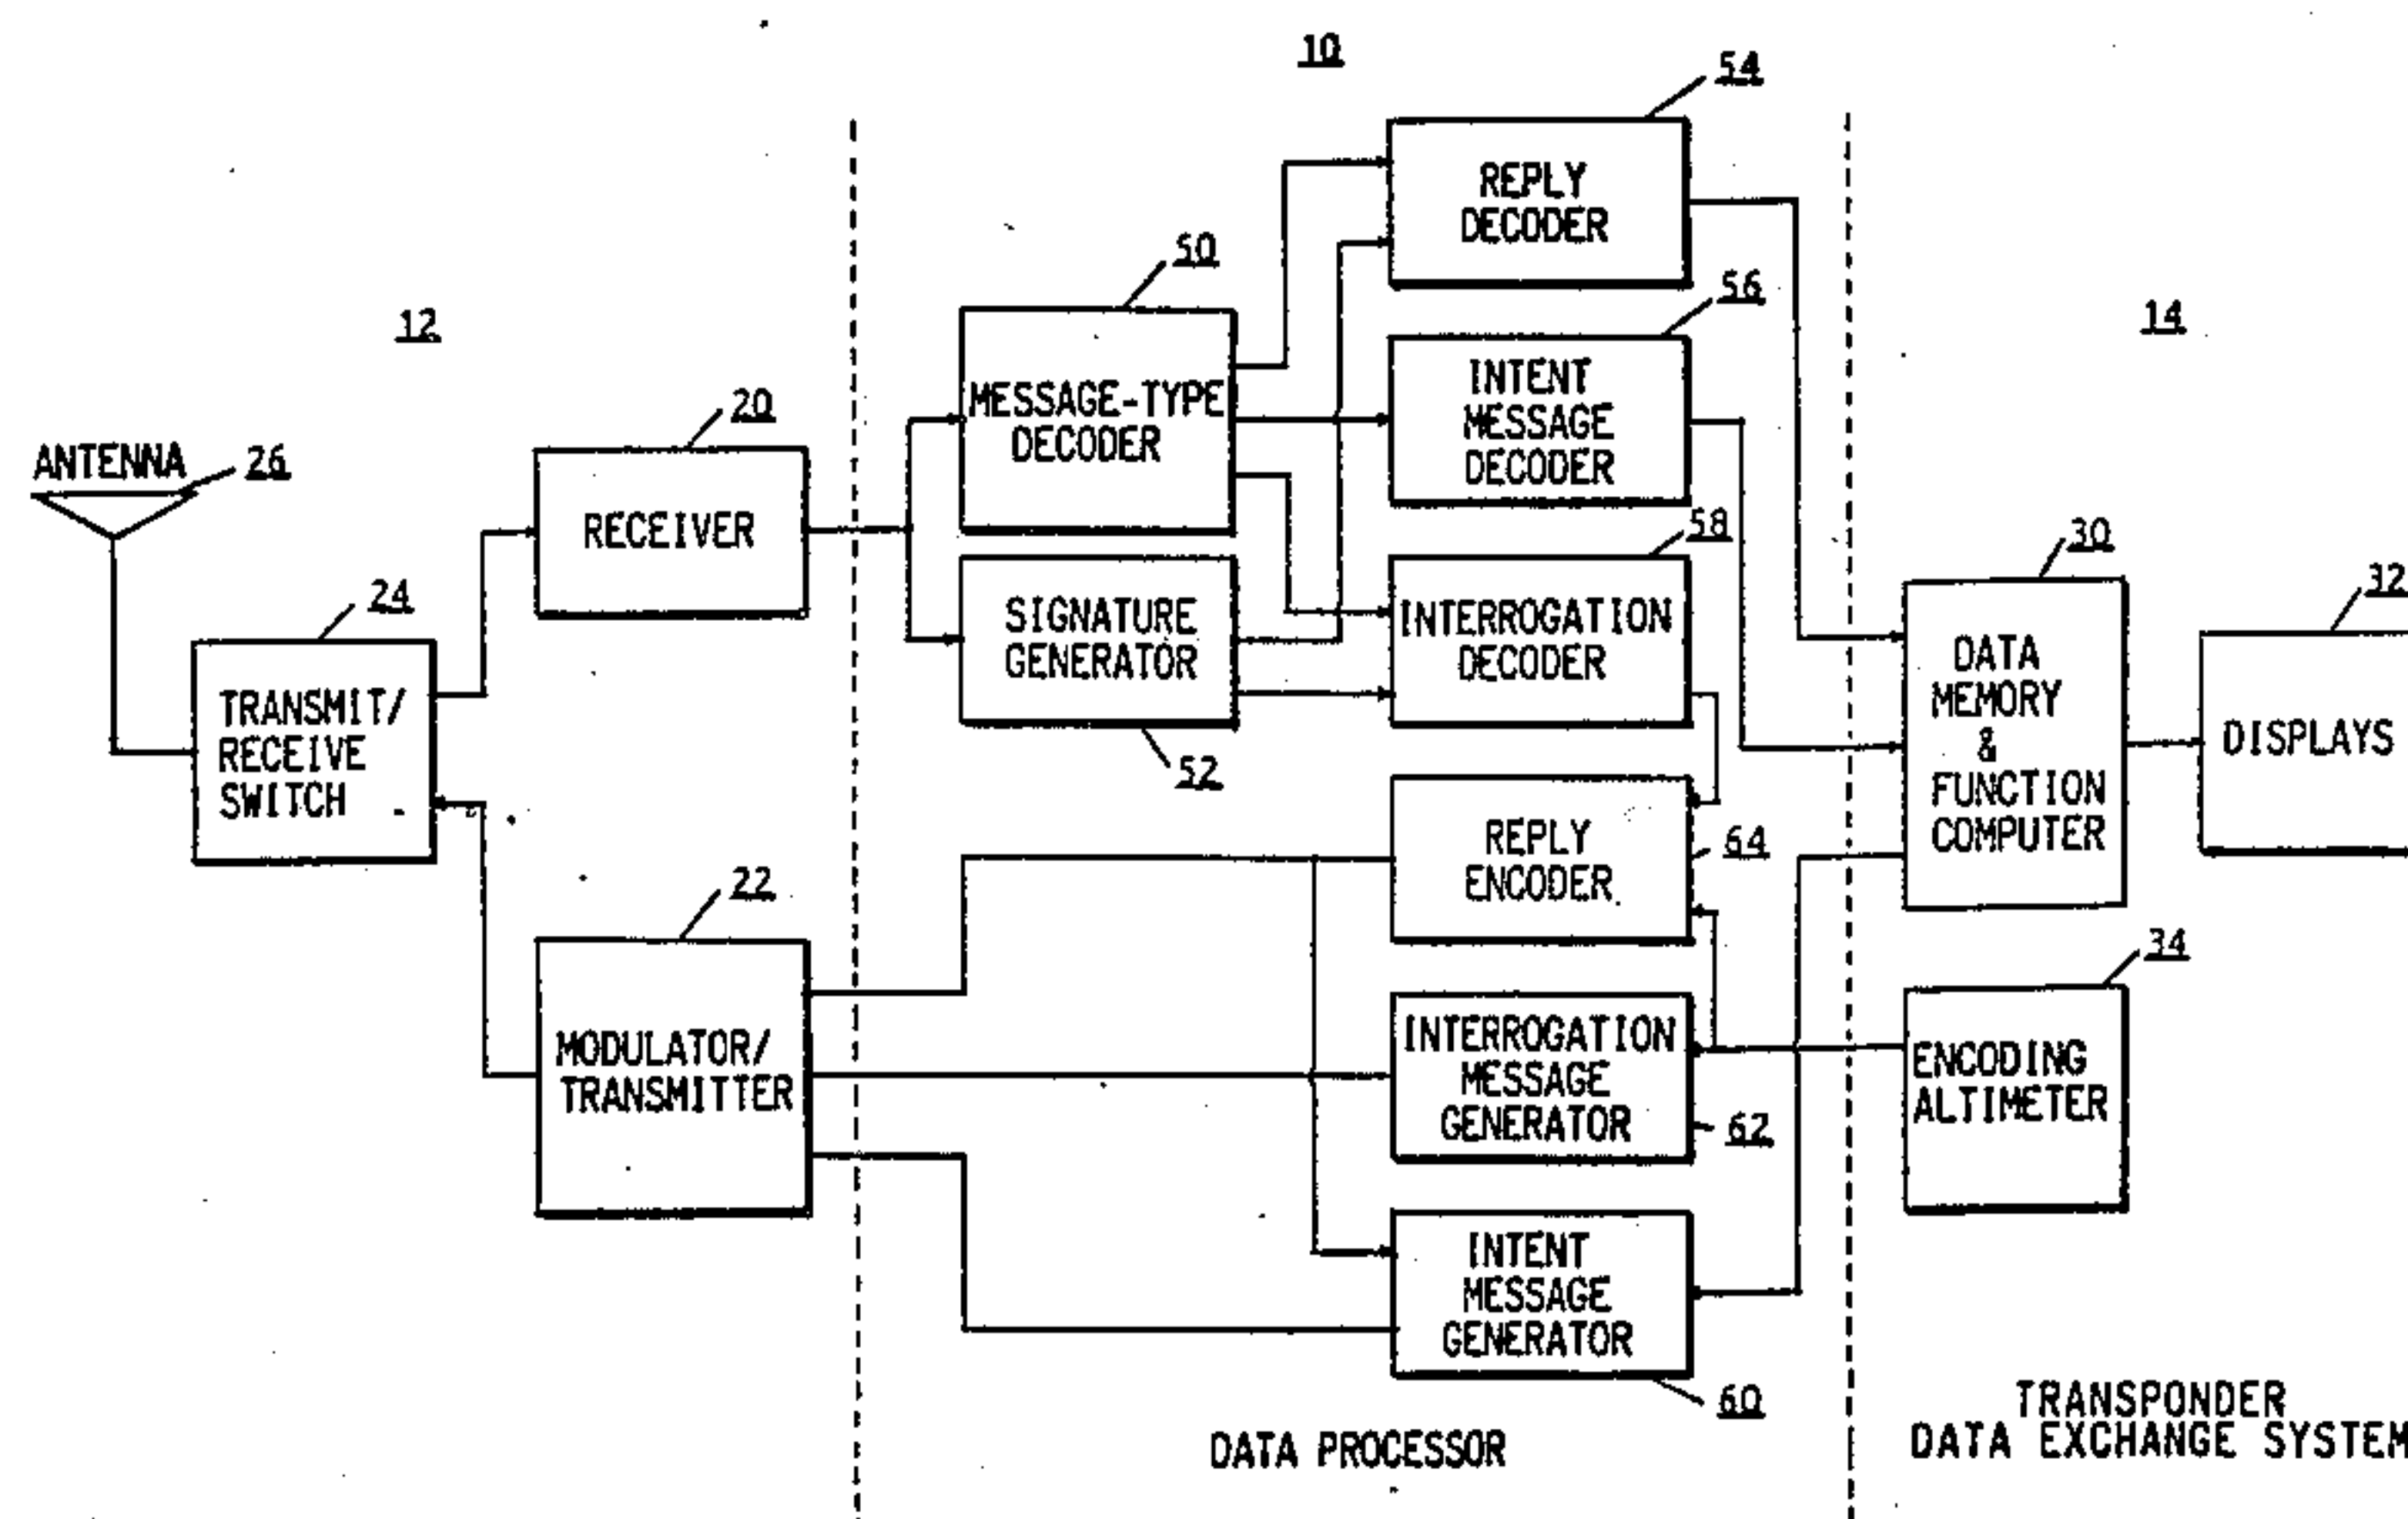 10
54
REPLY
DECODER
50
56
12
14
MESSAGE-TYPE
DECODER
INTENT
MESSAGE
DECODER
20
ANTENNA 26
RECEIVER
58
30
32
24
SIGNATURE
GENERATOR
INTERROGATION
DECODER
TRANSMIT/
RECEIVE
SWITCH
DATA
MEMORY
&
FUNCTION
COMPUTER
DISPLAYS
52
REPLY
ENCODER
64
22
34
MODULATOR/
TRANSMITTER
INTERROGATION
MESSAGE
GENERATOR
62
ENCODING
ALTIMETER
INTENT
MESSAGE
GENERATOR
60
DATA PROCESSOR
TRANSPONDER
DATA EXCHANGE SYSTEM